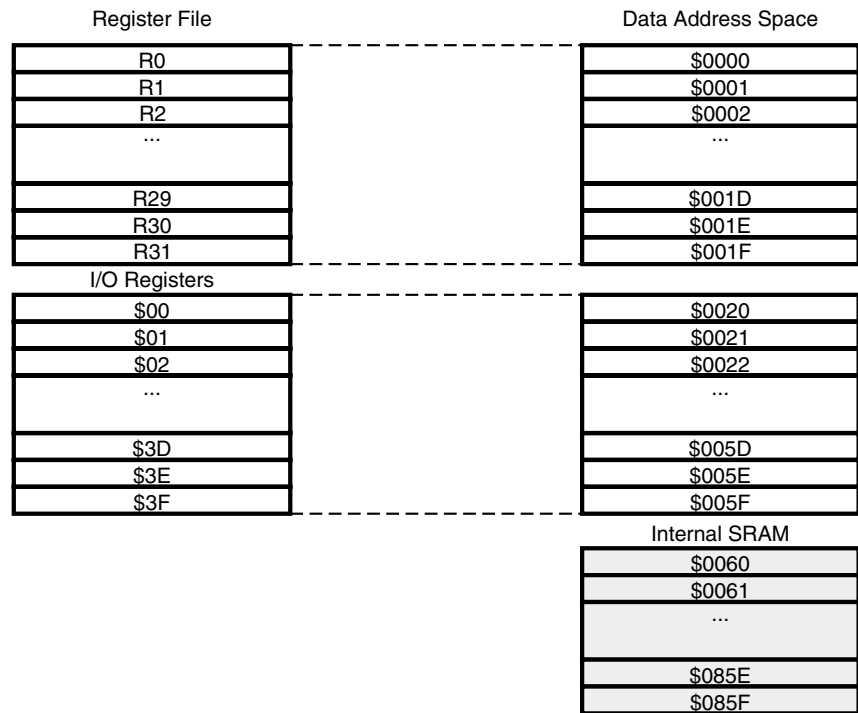 Register File Data Address Space
R0 $0000
R1 $0001
R2 $0002
... ...
R29 $001D
R30 $001E
R31 $001F
I/O Registers
$00 $0020
$01 $0021
$02 $0022
... ...
$3D $005D
$3E $005E
$3F $005F
Internal SRAM
$0060
$0061
...
$085E
$085F